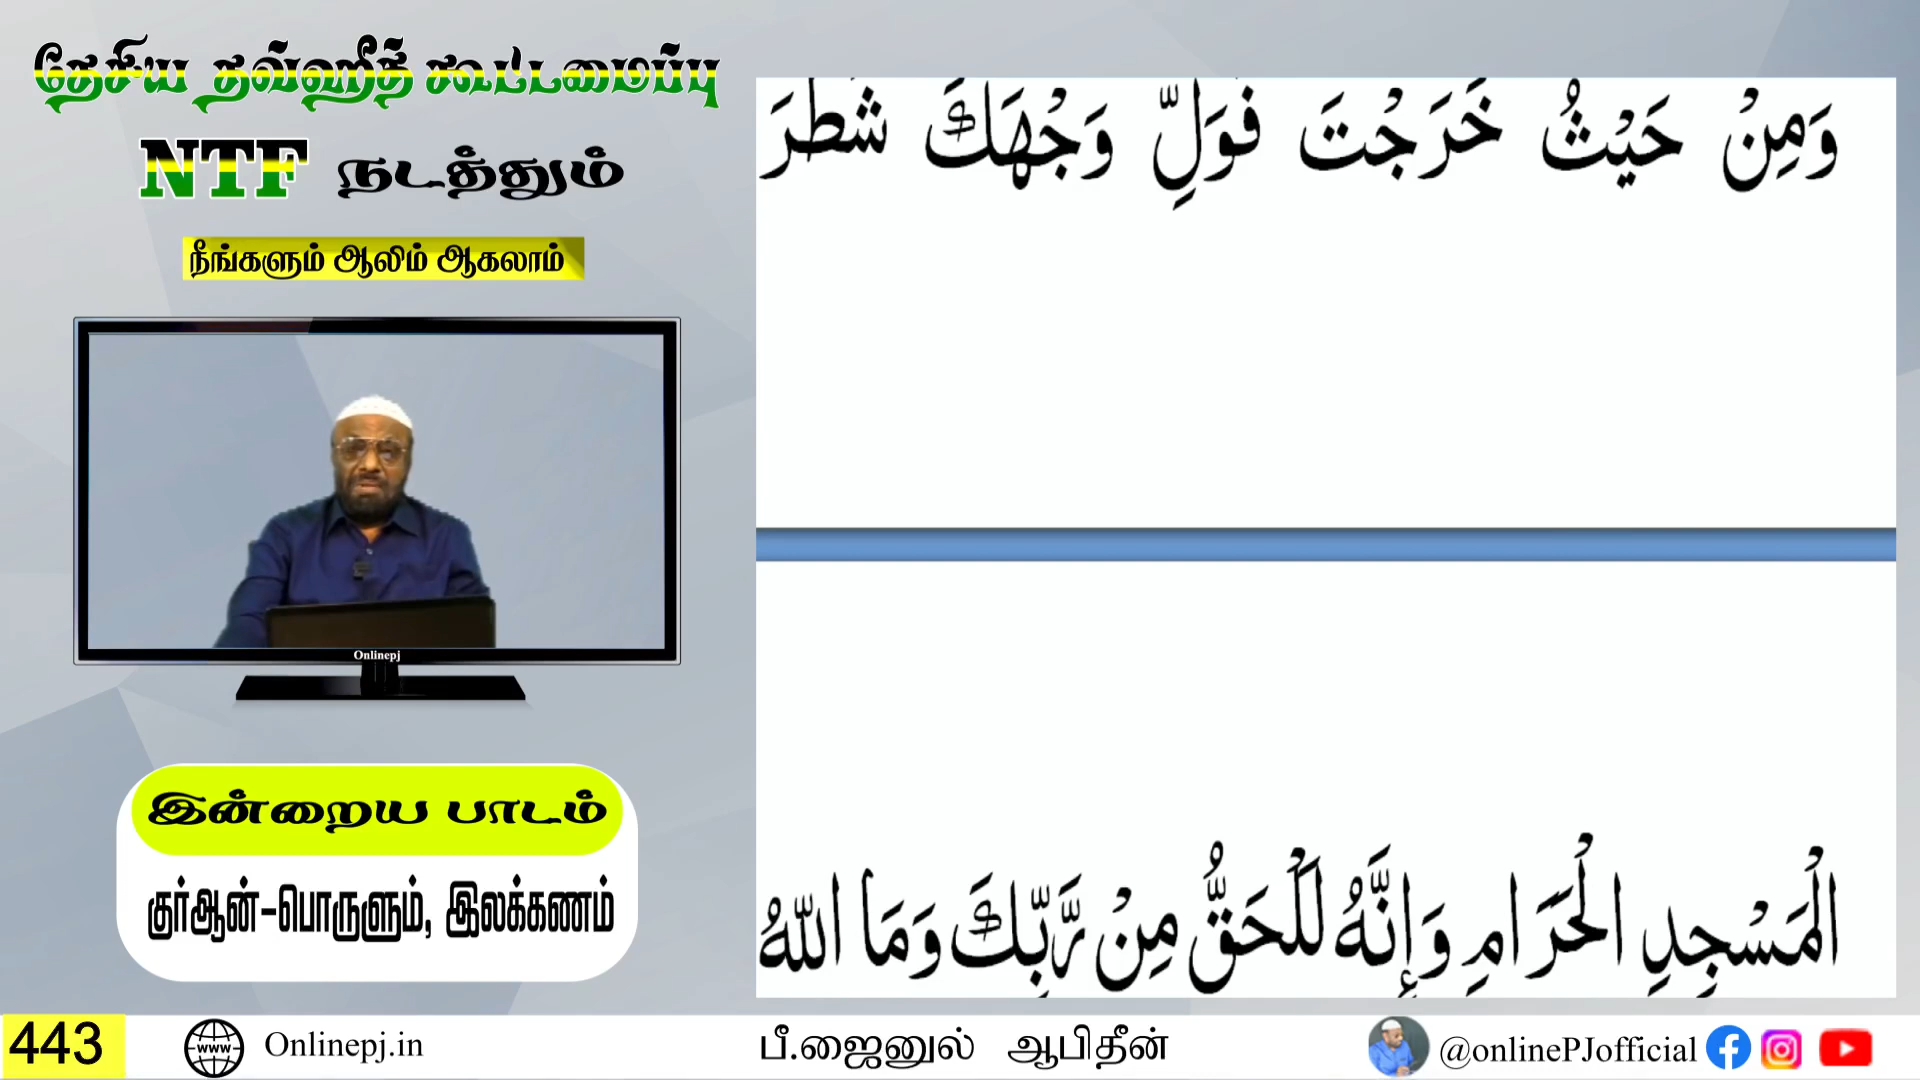 தேசிய தவ்ஹீத் கூட்டமைப்பு
NTF நடத்தும்
நீங்களும் ஆலிம் ஆகலாம்
Onlinepj
இன்றைய பாடம்
குர்ஆன்-பொருளும், இலக்கணம்
وَمِنْ حَيْثُ خَرَجْتَ فَوَلِّ وَجْهَكَ شَطْرَ
الْمَسْجِدِ الْحَرَامِ وَإِنَّهُ لَلْحَقُّ مِنْ رَّبِّكَ وَمَا اللّٰهُ
443
www
Onlinepj.in
பீ.ஜைனுல் ஆபிதீன்
@onlinePJofficial